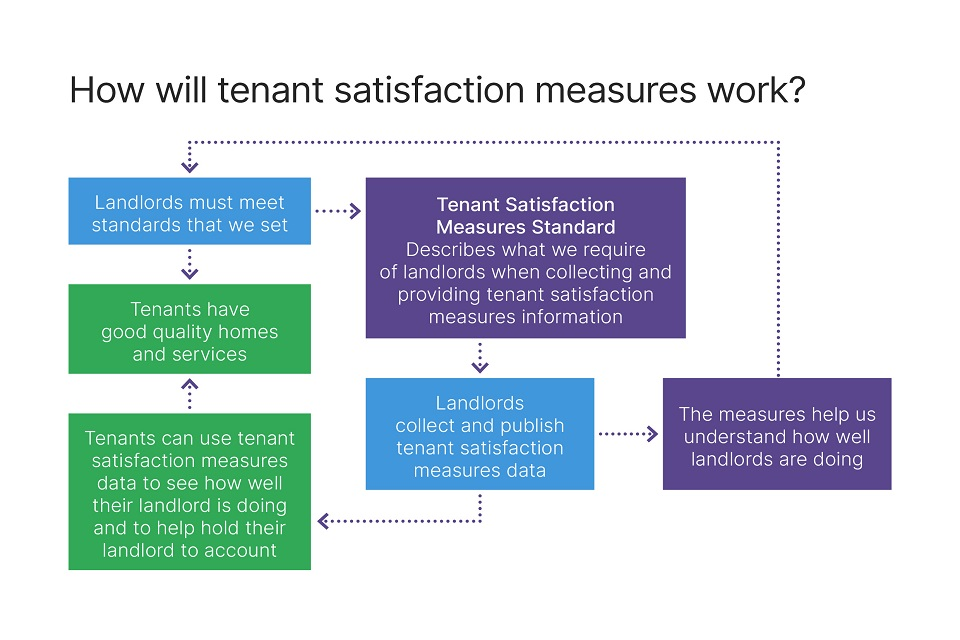 How will tenant satisfaction measures work?
Landlords must meet
standards that we set
Tenant Satisfaction
Measures Standard
Describes what we require
of landlords when collecting and
providing tenant satisfaction
measures information
Tenants have
good quality homes
and services
Landlords
collect and publish
tenant satisfaction
measures data
The measures help us
understand how well
landlords are doing
Tenants can use tenant
satisfaction measures
data to see how well
their landlord is doing
and to help hold their
landlord to account